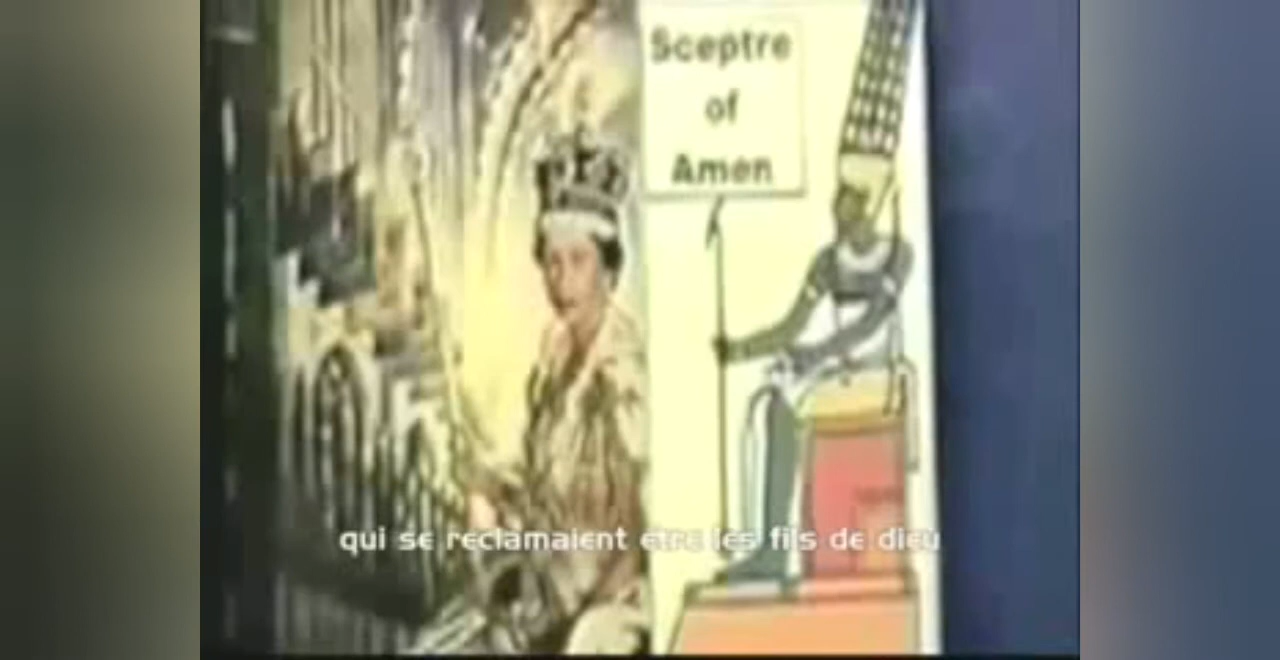 Sceptre
of
Amen
qui se reclamaient etre les fils de dieu